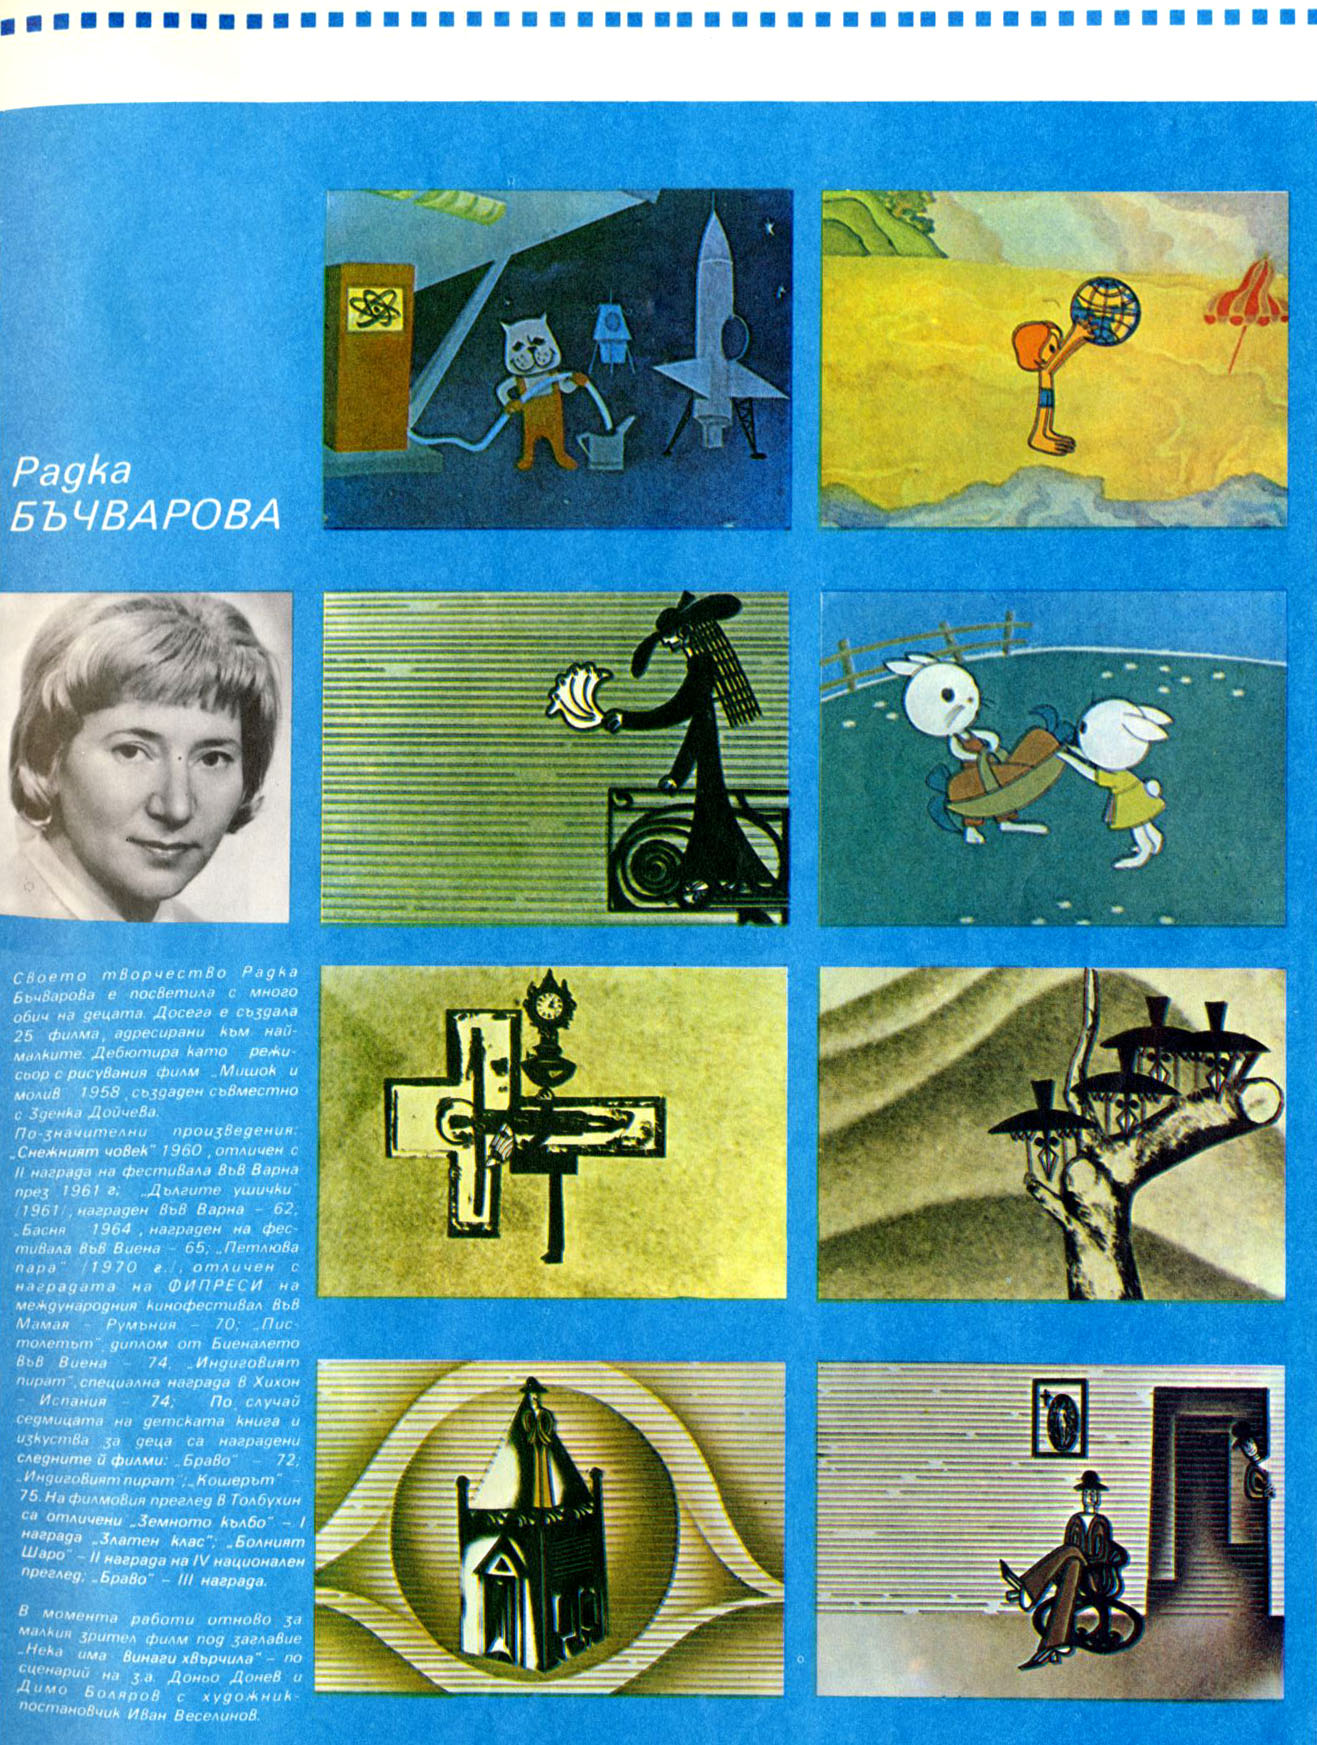 Радка
БЪЧВАРОВА
Своето творчество Радка
Бъчварова е посветила с много
обич на децата. Досега е създала
25 филма, адресирани към най-
малките. Дебютира като режи-
сьор с рисувания филм „Мишок и
молив 1958, създаден съвместно
с Зденка Дойчева.
По-значителни произведения:
„Снежният човек" 1960, отличен с
II награда на фестивала във Варна
през 1961 г; „Дългите ушички
/1961/, награден във Варна – 62;
„Басня 1964, награден на фес-
тивала във Виена – 65; „Петлюва
пара" /1970 г./, отличен с
наградата на ФИПРЕСИ на
международния кинофестивал във
Мамая – Румъния – 70; „Пис-
толетът", диплом от Биеналето
във Виена – 74, „Индиговият
пират", специална награда в Хихон
– Испания – 74; По случай
седмицата на детската книга и
изкуства за деца са наградени
следните й филми: „Браво" – 72;
„Индиговият пират"; „Кошерът" –
75. На филмовия преглед в Толбухин
са отличени „Земното кълбо" – I
награда „Златен клас"; „Болният
Шаро" – II награда на IV национален
преглед; „Браво" – III награда.
В момента работи отново за
малкия зрител филм под заглавие
„Нека има винаги хвърчила" – по
сценарий на з.а. Доньо Донев и
Димо Боляров с художник-
постановчик Иван Веселинов.